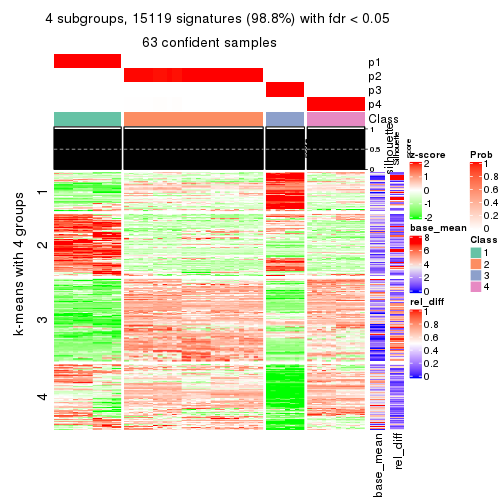 4 subgroups, 15119 signatures (98.8%) with fdr < 0.05
63 confident samples
p1
p2
p3
p4
Class
1
0.5
0
silhouette
Silhouette
score
k-means with 4 groups
1
2
3
4
base_mean
rel_diff
z-score
2
1
0
-1
-2
base_mean
8
6
4
2
0
rel_diff
1
0.8
0.6
0.4
0.2
0
Prob
1
0.8
0.6
0.4
0.2
0
Class
1
2
3
4